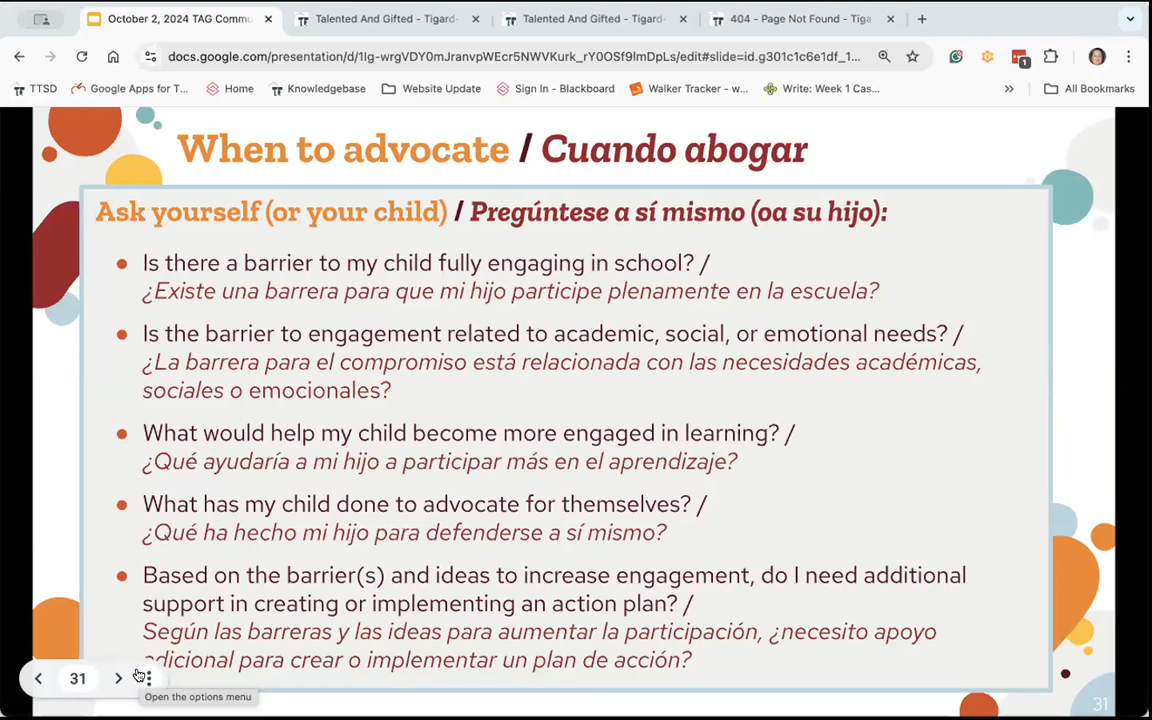 October 2, 2024 TAG Commu
Talented And Gifted - Tigard-
Talented And Gifted - Tigard-
404 - Page Not Found - Tiga
docs.google.com/presentation/d/1Ig-wrgVDY0mJranvpWEcr5NWVKurk_rY0OSf9lmDpLs/edit#slide=id.g301c1c6e1df_1...
1
TTSD
Google Apps for T...
Home
Knowledgebase
Website Update
Sign In - Blackboard
Walker Tracker - w...
Write: Week 1 Cas...
»
All Bookmarks
When to advocate / Cuando abogar
Ask yourself (or your child) / Pregúntese a sí mismo (oa su hijo):
• Is there a barrier to my child fully engaging in school? /
¿Existe una barrera para que mi hijo participe plenamente en la escuela?
• Is the barrier to engagement related to academic, social, or emotional needs? /
¿La barrera para el compromiso está relacionada con las necesidades académicas,
sociales o emocionales?
• What would help my child become more engaged in learning? /
¿Qué ayudaría a mi hijo a participar más en el aprendizaje?
• What has my child done to advocate for themselves? /
¿Qué ha hecho mi hijo para defenderse a sí mismo?
• Based on the barrier(s) and ideas to increase engagement, do I need additional
support in creating or implementing an action plan? /
Según las barreras y las ideas para aumentar la participación, ¿necesito apoyo
adicional para crear o implementar un plan de acción?
31
Open the options menu
31